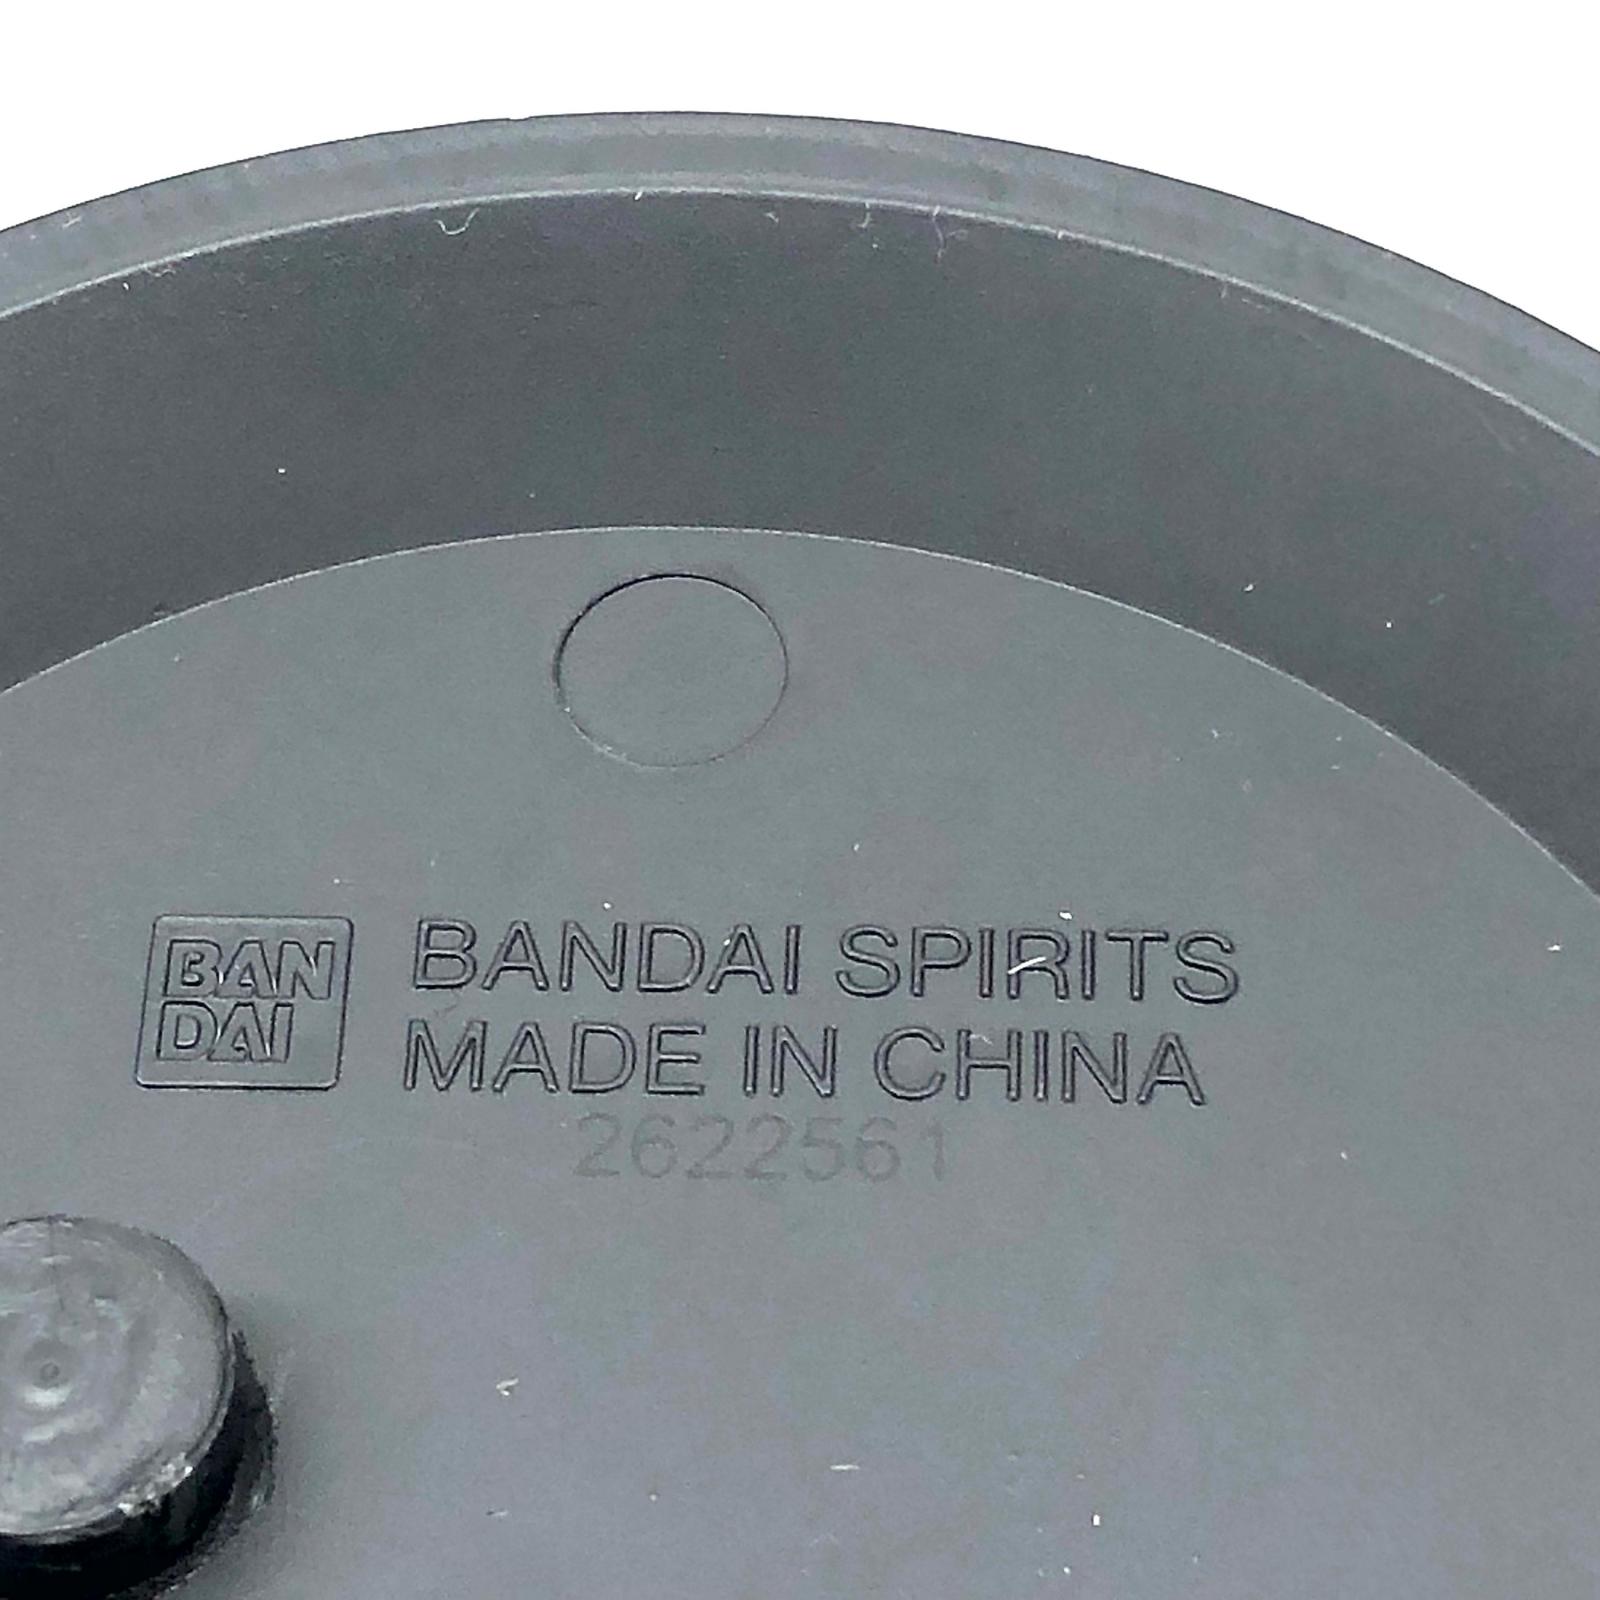 BAN
DAI
BANDAI SPIRITS
MADE IN CHINA
2622561